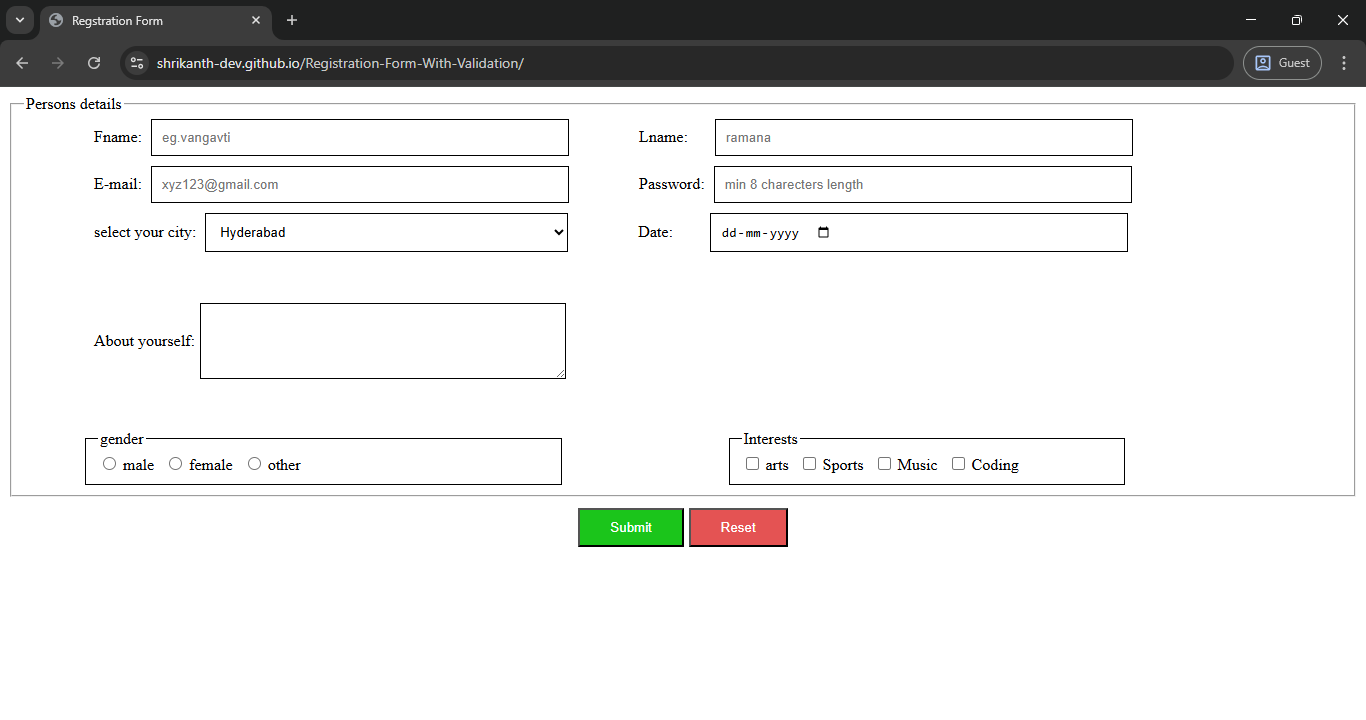 Regstration Form
shrikanth-dev.github.io/Registration-Form-With-Validation/
Guest
Persons details
Fname: eg.vangavti Lname: ramana
E-mail: xyz123@gmail.com Password: min 8 charecters length
select your city: Hyderabad Date: dd-mm-yyyy
About yourself:
gender Interests
male female other arts Sports Music Coding
Submit Reset